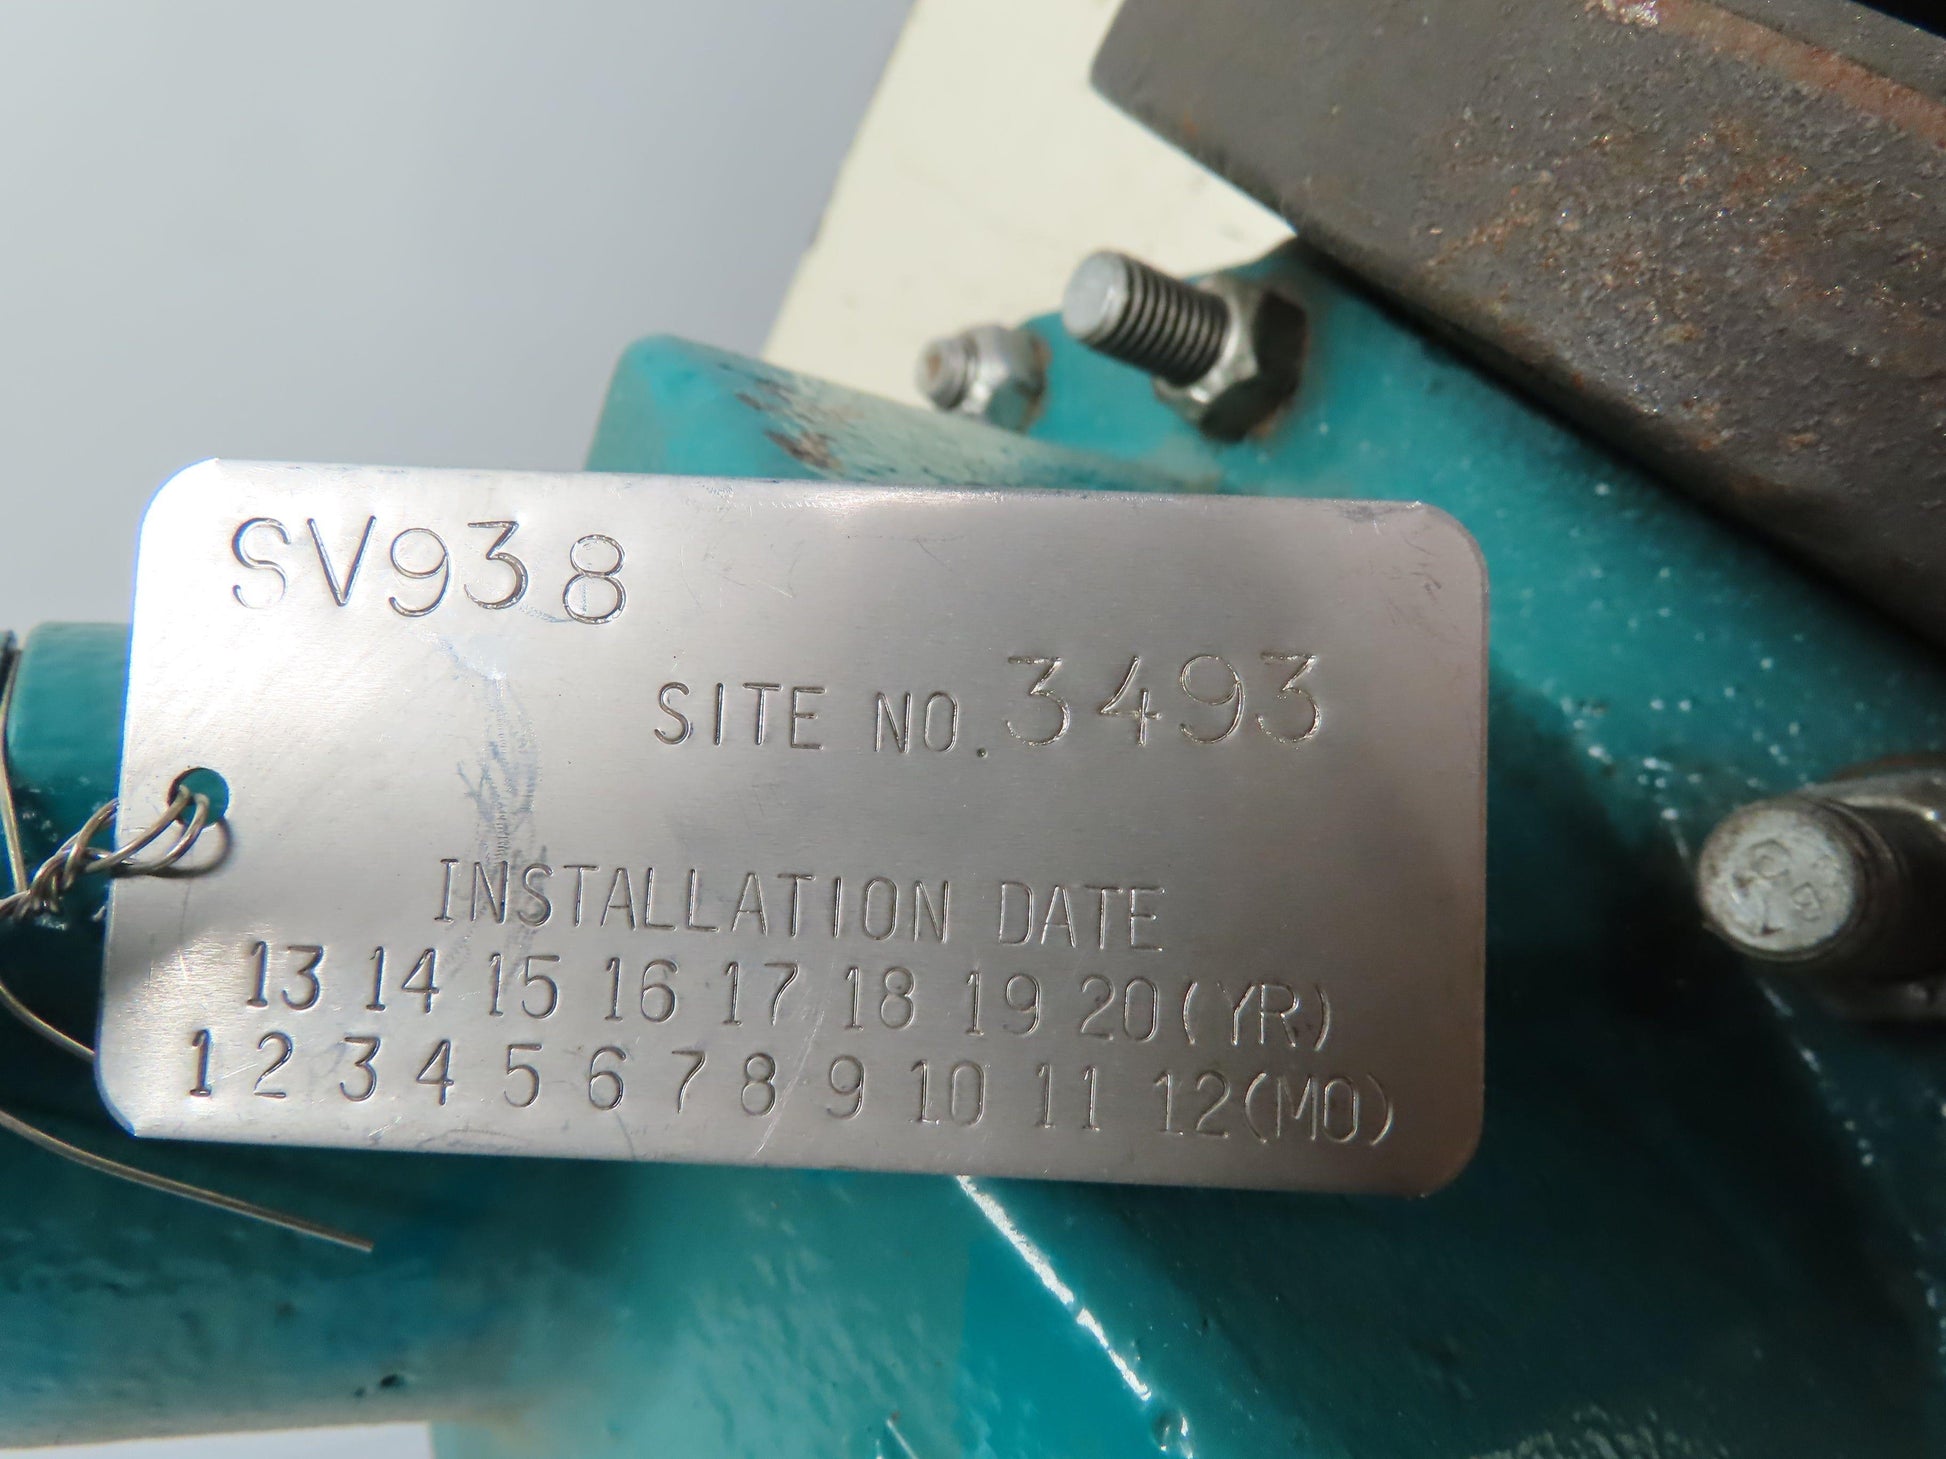 SV938
SITE NO. 3493
INSTALLATION DATE
13 14 15 16 17 18 19 20(YR)
1 2 3 4 5 6 7 8 9 10 11 12(MO)